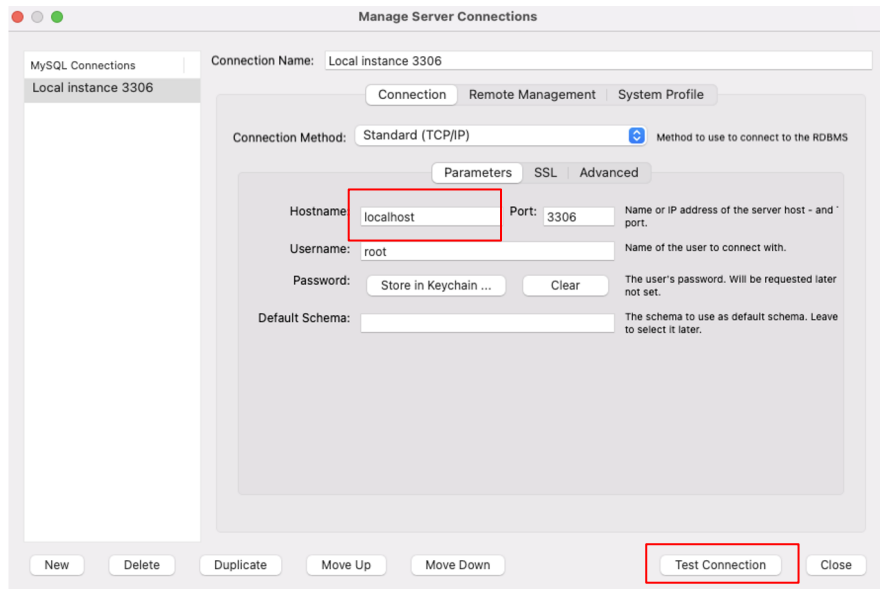 Manage Server Connections
MySQL Connections
Local instance 3306
Connection Name: Local instance 3306
Connection Remote Management System Profile
Connection Method: Standard (TCP/IP) Method to use to connect to the RDBMS
Parameters SSL Advanced
Hostname: localhost Port: 3306 Name or IP address of the server host - and
port.
Username: root Name of the user to connect with.
Password: Store in Keychain ... Clear The user's password. Will be requested later
not set.
Default Schema: The schema to use as default schema. Leave
to select it later.
New Delete Duplicate Move Up Move Down Test Connection Close